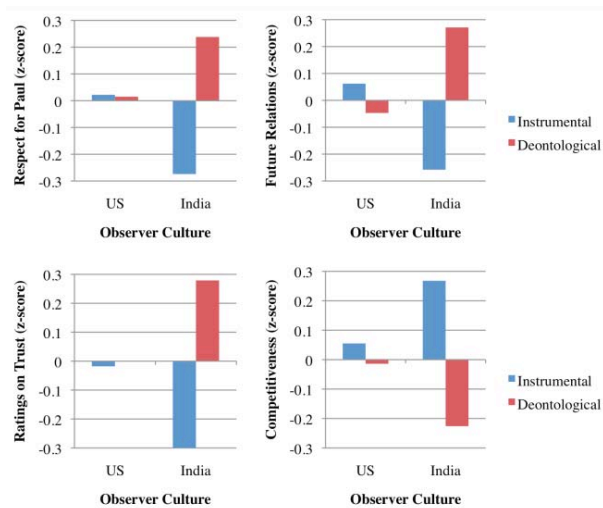 Respect for Paul (z-score)
0.3
0.2
0.1
0
-0.1
-0.2
-0.3
US India
Observer Culture
Future Relations (z-score)
0.3
0.2
0.1
0
-0.1
-0.2
-0.3
US India
Observer Culture
Instrumental
Deontological
Ratings on Trust (z-score)
0.3
0.2
0.1
0
-0.1
-0.2
-0.3
US India
Observer Culture
Competitiveness (z-score)
0.3
0.2
0.1
0
-0.1
-0.2
-0.3
US India
Observer Culture
Instrumental
Deontological